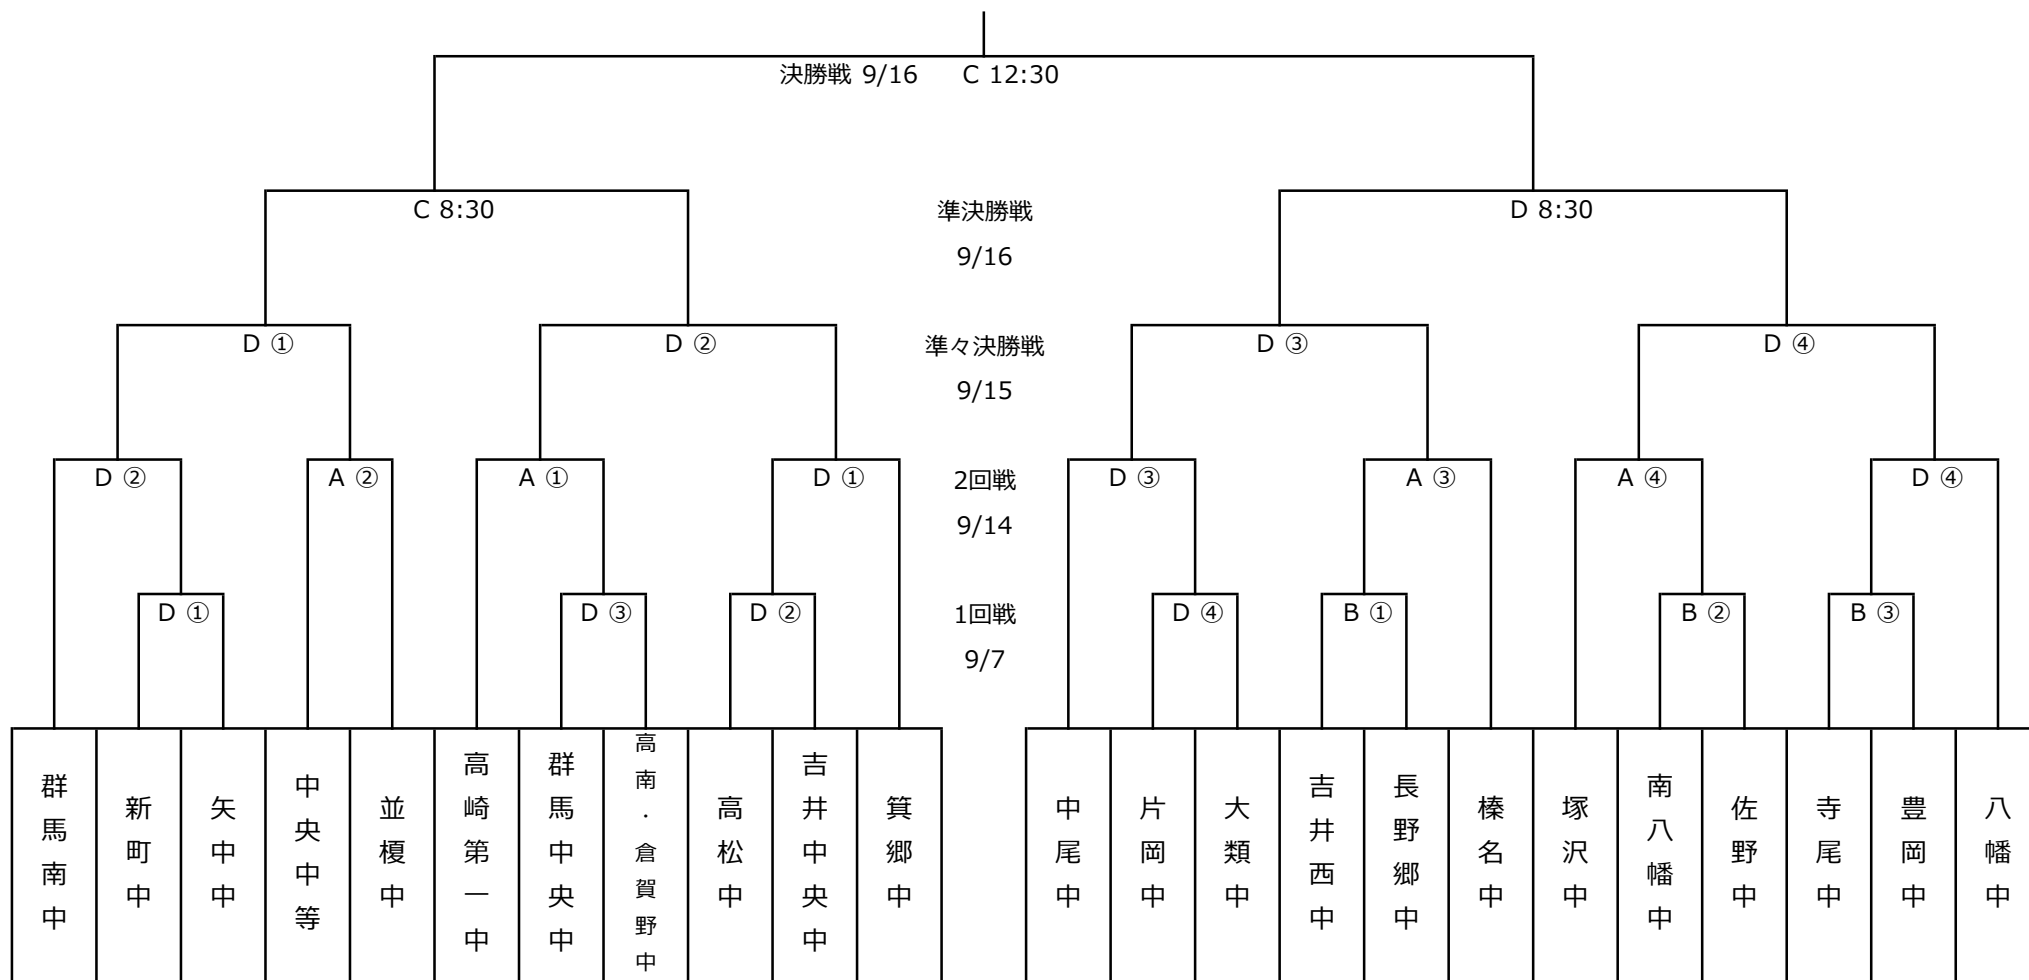 決勝戦 9/16 C 12:30
C 8:30
準決勝戦
D 8:30
9/16
D ①
D ②
準々決勝戦
D ③
D ④
9/15
D ②
A ②
A ①
D ①
2回戦
D ③
A ③
A ④
D ④
9/14
D ①
D ③
D ②
1回戦
D ④
B ①
B ②
B ③
9/7
群馬南中
新町中
矢中中
中央中等
並榎中
高崎第一中
群馬中央中
高南・倉賀野中
高松中
吉井中央中
箕郷中
中尾中
片岡中
大類中
吉井西中
長野郷中
榛名中
塚沢中
南八幡中
佐野中
寺尾中
豊岡中
八幡中